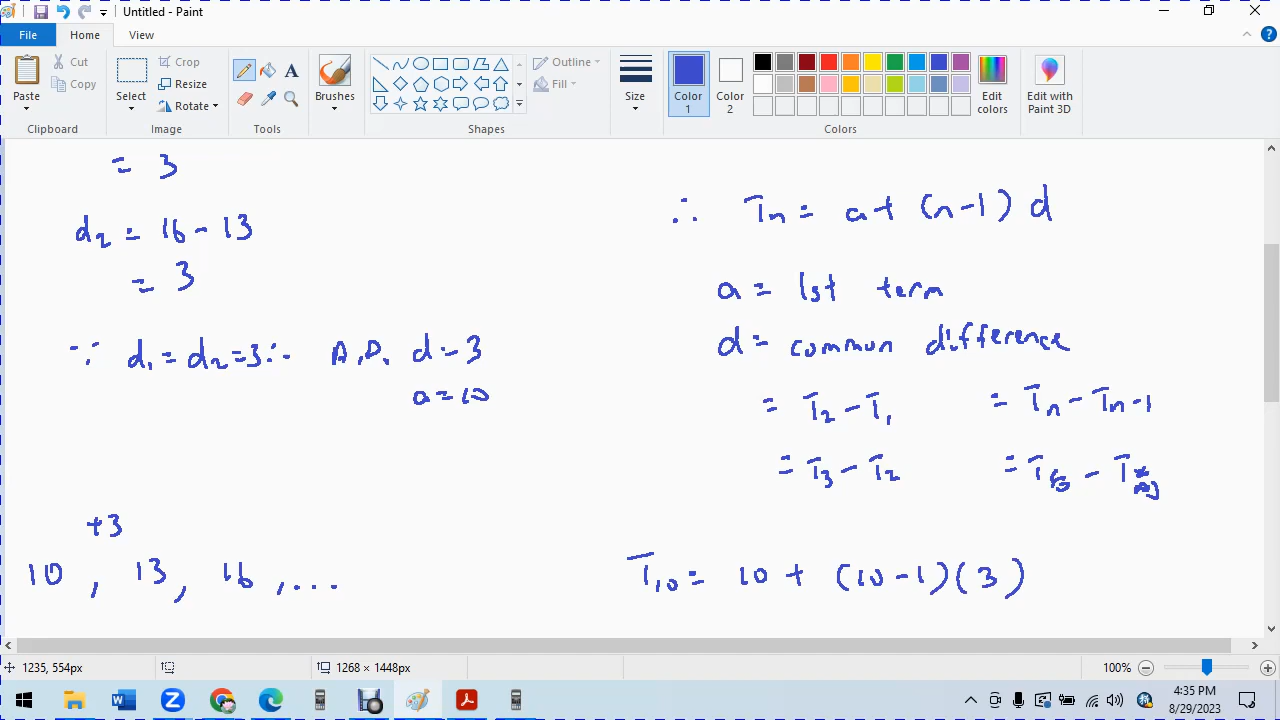 Untitled - Paint
File Home View
Paste Cut Copy Clipboard
Select Crop Resize Rotate Image
Tools
Brushes
Outline Fill Shapes
Size
Color 1 Color 2 Edit colors Colors
Edit with Paint 3D
= 3
d2 = 16 - 13
= 3
∵ d1 = d2 = 3 ∴ A.P. d = 3
a = 10
+3
10 , 13 , 16 , ...
∴ Tn = a + (n-1) d
a = 1st term
d = common difference
= T2 - T1 = Tn - Tn-1
= T3 - T2
T10 = 10 + (10-1)(3)
1235, 554px 1268 × 1448px 100%
4:35 PM
8/29/2023